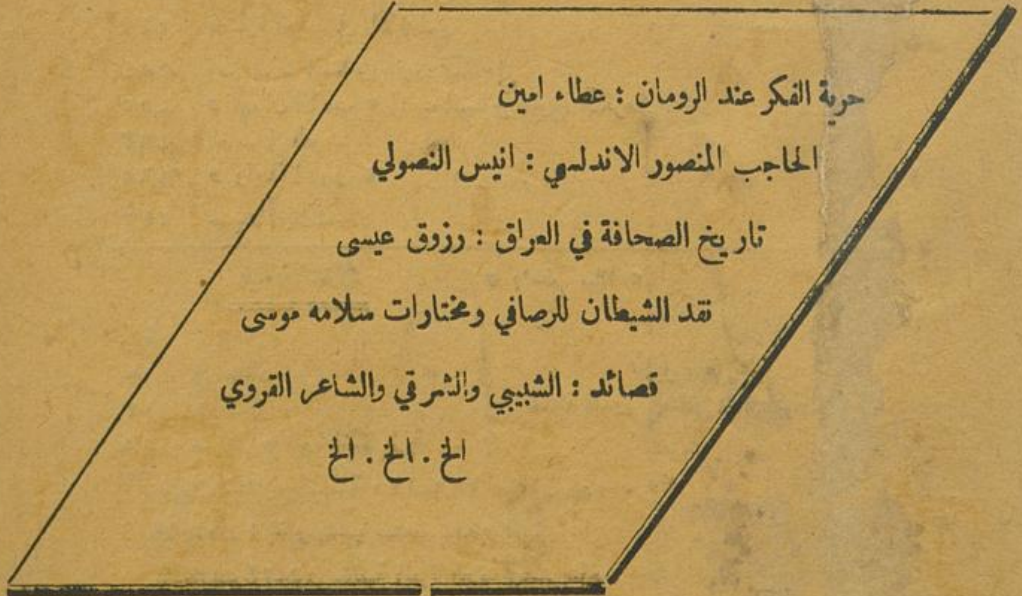 حرية الفكر عند الرومان : عطاء امين
الحاجب المنصور الاندلسي : انيس النصولي
تاريخ الصحافة في العراق : رزوق عيسى
نقد الشيطان للرصافي ومختارات سلامه موسى
قصائد : الشبيبي والشرقي والشاعر القروي
الخ . الخ . الخ